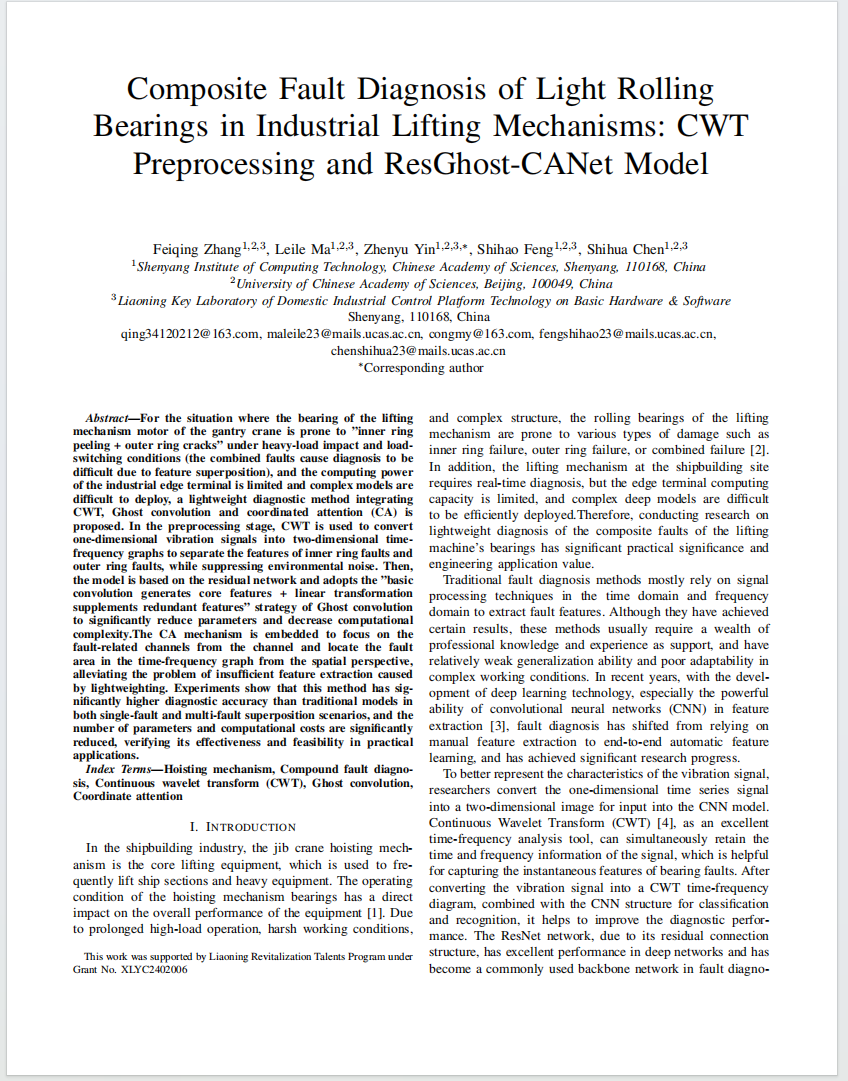 Composite Fault Diagnosis of Light Rolling
Bearings in Industrial Lifting Mechanisms: CWT
Preprocessing and ResGhost-CANet Model
Feiqing Zhang1,2,3, Leile Ma1,2,3, Zhenyu Yin1,2,3,*, Shihao Feng1,2,3, Shihua Chen1,2,3
1Shenyang Institute of Computing Technology, Chinese Academy of Sciences, Shenyang, 110168, China
2University of Chinese Academy of Sciences, Beijing, 100049, China
3Liaoning Key Laboratory of Domestic Industrial Control Platform Technology on Basic Hardware & Software
Shenyang, 110168, China
qing34120212@163.com, maleile23@mails.ucas.ac.cn, congmy@163.com, fengshihao23@mails.ucas.ac.cn,
chenshihua23@mails.ucas.ac.cn
*Corresponding author
Abstract—For the situation where the bearing of the lifting
mechanism motor of the gantry crane is prone to ”inner ring
peeling + outer ring cracks” under heavy-load impact and load-
switching conditions (the combined faults cause diagnosis to be
difficult due to feature superposition), and the computing power
of the industrial edge terminal is limited and complex models are
difficult to deploy, a lightweight diagnostic method integrating
CWT, Ghost convolution and coordinated attention (CA) is
proposed. In the preprocessing stage, CWT is used to convert
one-dimensional vibration signals into two-dimensional time-
frequency graphs to separate the features of inner ring faults and
outer ring faults, while suppressing environmental noise. Then,
the model is based on the residual network and adopts the ”basic
convolution generates core features + linear transformation
supplements redundant features” strategy of Ghost convolution
to significantly reduce parameters and decrease computational
complexity.The CA mechanism is embedded to focus on the
fault-related channels from the channel and locate the fault
area in the time-frequency graph from the spatial perspective,
alleviating the problem of insufficient feature extraction caused
by lightweighting. Experiments show that this method has sig-
nificantly higher diagnostic accuracy than traditional models in
both single-fault and multi-fault superposition scenarios, and the
number of parameters and computational costs are significantly
reduced, verifying its effectiveness and feasibility in practical
applications.
Index Terms—Hoisting mechanism, Compound fault diagno-
sis, Continuous wavelet transform (CWT), Ghost convolution,
Coordinate attention
I. INTRODUCTION
In the shipbuilding industry, the jib crane hoisting mech-
anism is the core lifting equipment, which is used to fre-
quently lift ship sections and heavy equipment. The operating
condition of the hoisting mechanism bearings has a direct
impact on the overall performance of the equipment [1]. Due
to prolonged high-load operation, harsh working conditions,
This work was supported by Liaoning Revitalization Talents Program under
Grant No. XLYC2402006
and complex structure, the rolling bearings of the lifting
mechanism are prone to various types of damage such as
inner ring failure, outer ring failure, or combined failure [2].
In addition, the lifting mechanism at the shipbuilding site
requires real-time diagnosis, but the edge terminal computing
capacity is limited, and complex deep models are difficult
to be efficiently deployed.Therefore, conducting research on
lightweight diagnosis of the composite faults of the lifting
machine's bearings has significant practical significance and
engineering application value.
Traditional fault diagnosis methods mostly rely on signal
processing techniques in the time domain and frequency
domain to extract fault features. Although they have achieved
certain results, these methods usually require a wealth of
professional knowledge and experience as support, and have
relatively weak generalization ability and poor adaptability in
complex working conditions. In recent years, with the devel-
opment of deep learning technology, especially the powerful
ability of convolutional neural networks (CNN) in feature
extraction [3], fault diagnosis has shifted from relying on
manual feature extraction to end-to-end automatic feature
learning, and has achieved significant research progress.
To better represent the characteristics of the vibration signal,
researchers convert the one-dimensional time series signal
into a two-dimensional image for input into the CNN model.
Continuous Wavelet Transform (CWT) [4], as an excellent
time-frequency analysis tool, can simultaneously retain the
time and frequency information of the signal, which is helpful
for capturing the instantaneous features of bearing faults. After
converting the vibration signal into a CWT time-frequency
diagram, combined with the CNN structure for classification
and recognition, it helps to improve the diagnostic perfor-
mance. The ResNet network, due to its residual connection
structure, has excellent performance in deep networks and has
become a commonly used backbone network in fault diagno-